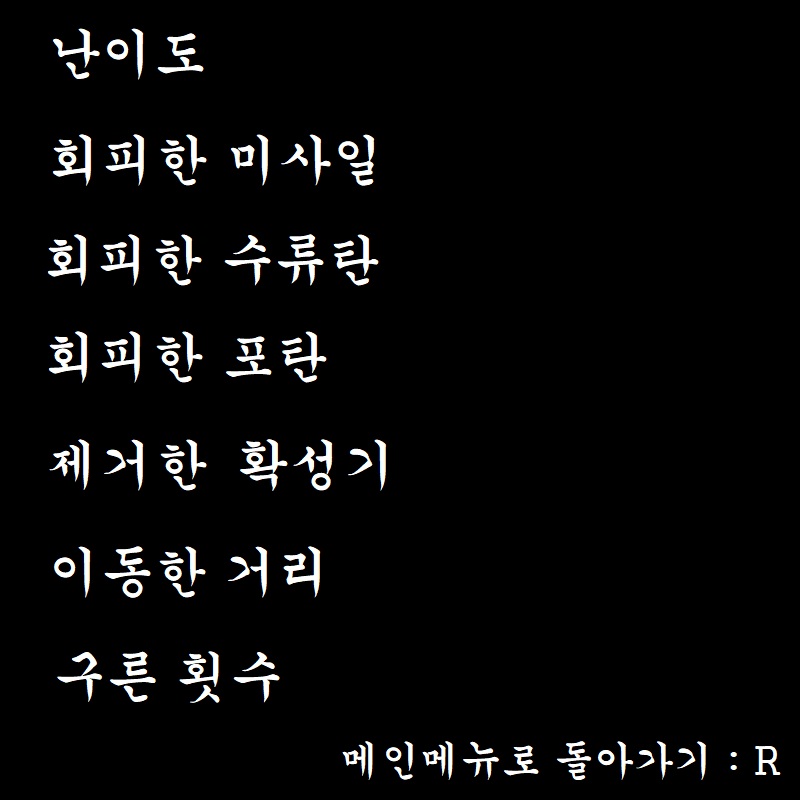 난이도
회피한 미사일
회피한 수류탄
회피한 포탄
제거한 확성기
이동한 거리
구른 횟수
메인메뉴로 돌아가기 : R